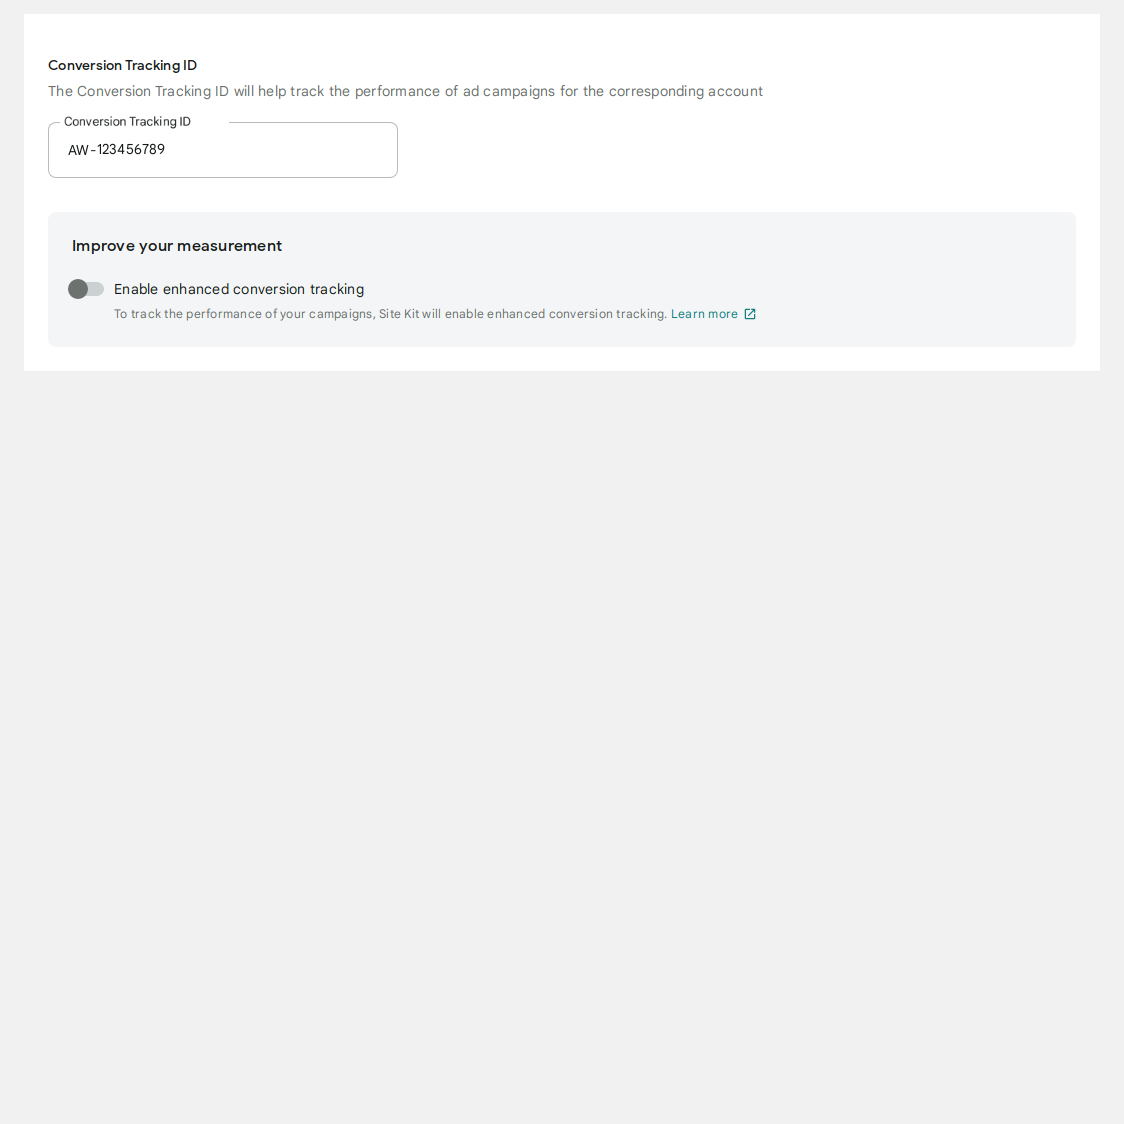 Conversion Tracking ID
The Conversion Tracking ID will help track the performance of ad campaigns for the corresponding account
Conversion Tracking ID
AW-123456789
Improve your measurement
Enable enhanced conversion tracking
To track the performance of your campaigns, Site Kit will enable enhanced conversion tracking. Learn more